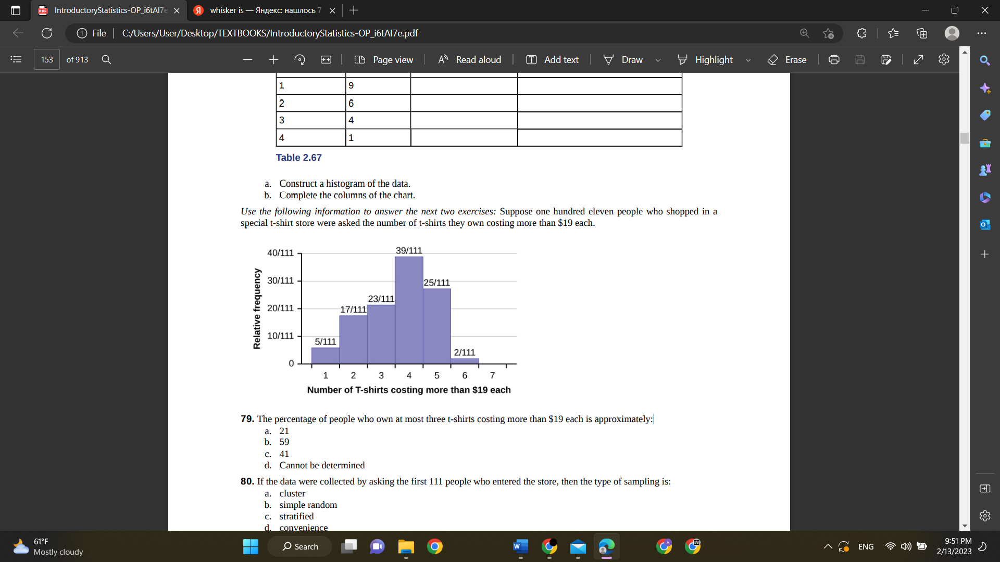 IntroductoryStatistics-OP_i6tAI7e
whisker is — Яндекс: нашлось 7
File
C:/Users/User/Desktop/TEXTBOOKS/IntroductoryStatistics-OP_i6tAI7e.pdf
153 of 913
Page view
Read aloud
Add text
Draw
Highlight
Erase
1 9
2 6
3 4
4 1
Table 2.67
a. Construct a histogram of the data.
b. Complete the columns of the chart.
Use the following information to answer the next two exercises: Suppose one hundred eleven people who shopped in a
special t-shirt store were asked the number of t-shirts they own costing more than $19 each.
Relative frequency
40/111
30/111
20/111
10/111
0
5/111
17/111
23/111
39/111
25/111
2/111
1 2 3 4 5 6 7
Number of T-shirts costing more than $19 each
79. The percentage of people who own at most three t-shirts costing more than $19 each is approximately:
a. 21
b. 59
c. 41
d. Cannot be determined
80. If the data were collected by asking the first 111 people who entered the store, then the type of sampling is:
a. cluster
b. simple random
c. stratified
d. convenience
61°F
Mostly cloudy
Search
ENG
9:51 PM
2/13/2023